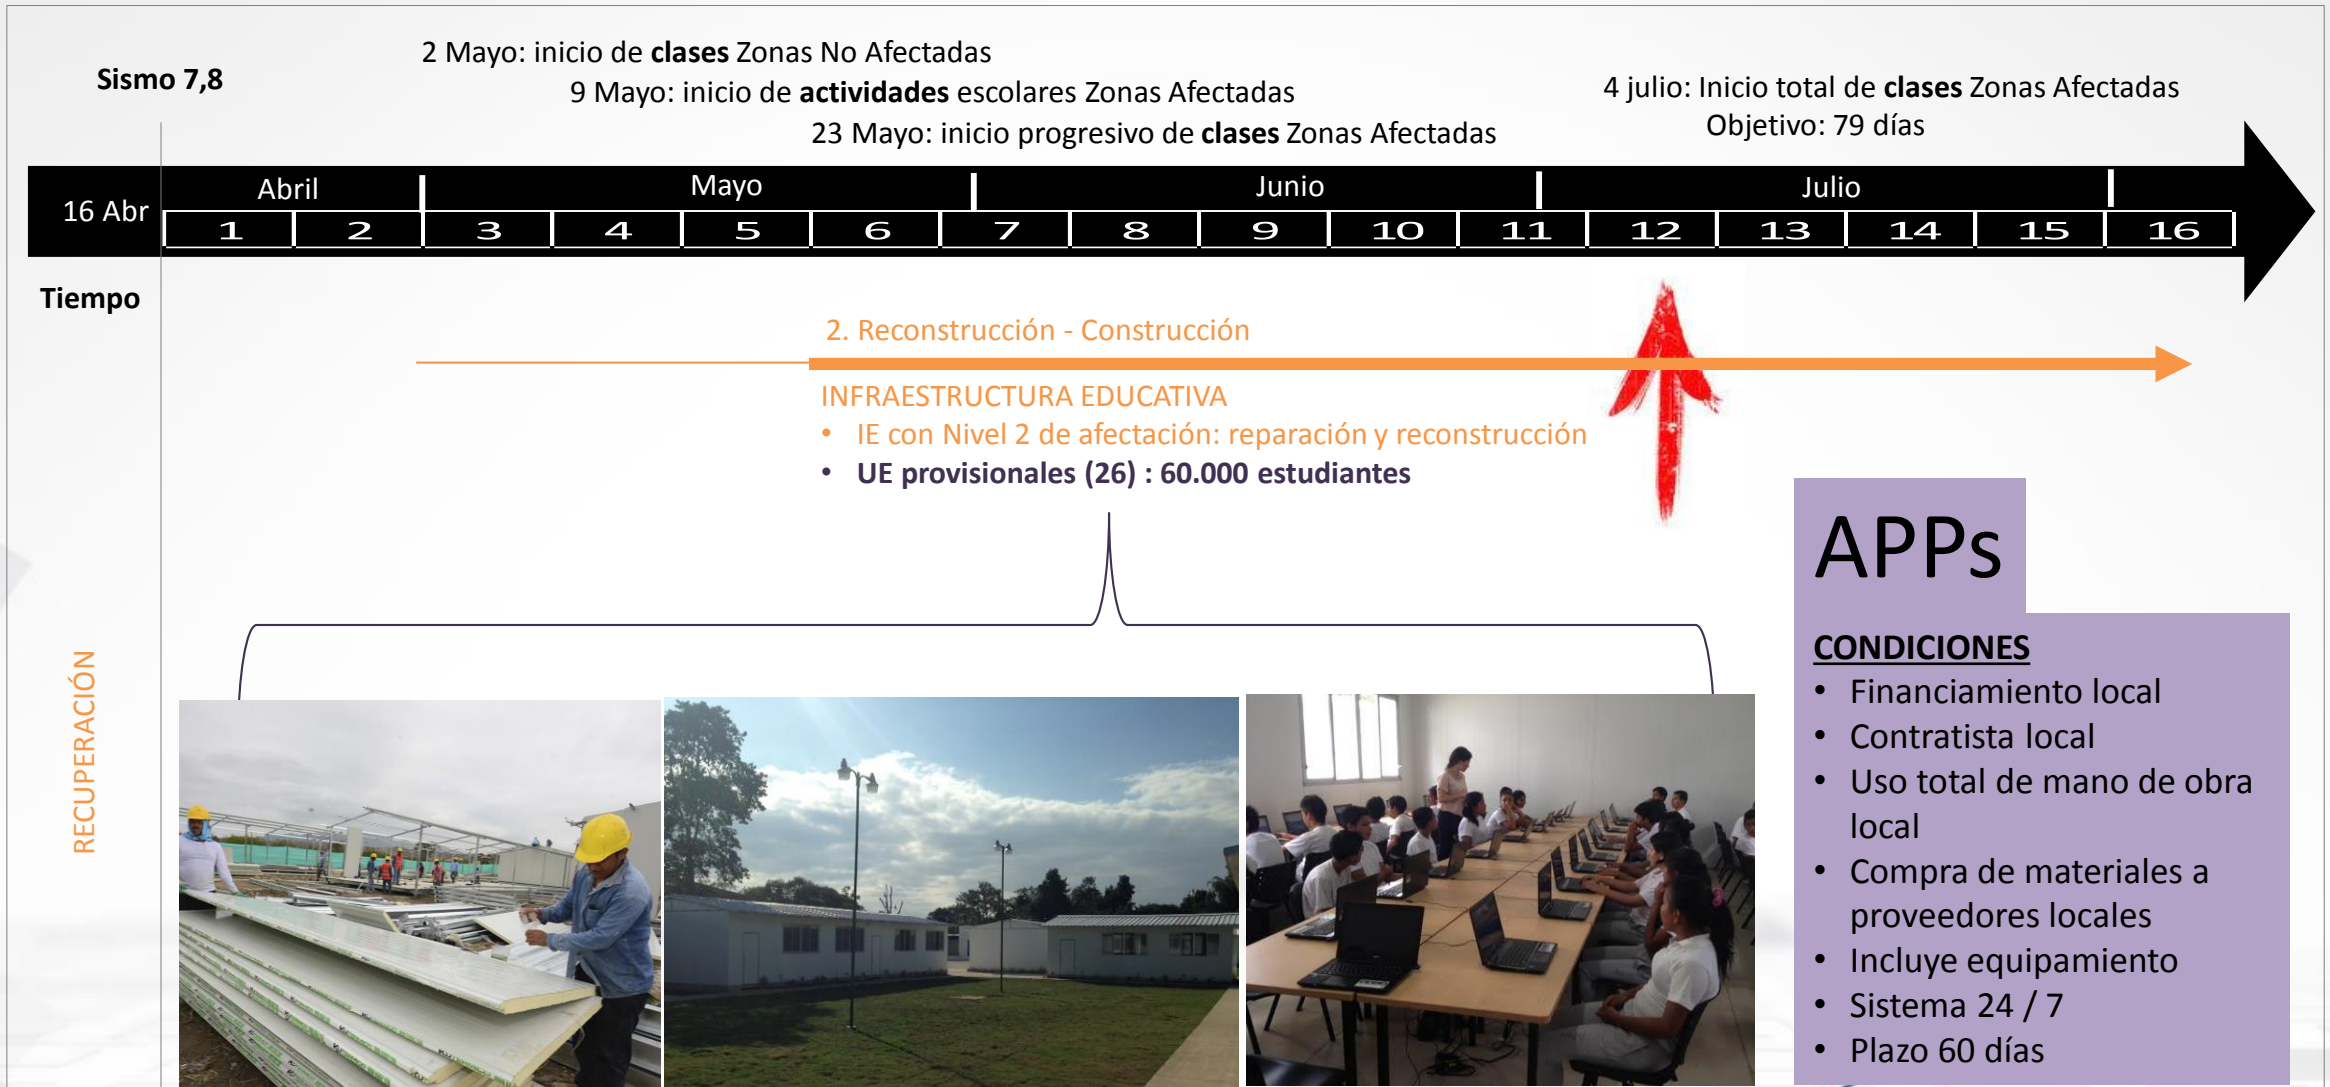 2 Mayo: inicio de clases Zonas No Afectadas
Sismo 7,8
9 Mayo: inicio de actividades escolares Zonas Afectadas
4 julio: Inicio total de clases Zonas Afectadas
Objetivo: 79 días
23 Mayo: inicio progresivo de clases Zonas Afectadas
16 Abr
Abril
Mayo
Junio
Julio
1 2 3 4 5 6 7 8 9 10 11 12 13 14 15 16
Tiempo
2. Reconstrucción - Construcción
INFRAESTRUCTURA EDUCATIVA
• IE con Nivel 2 de afectación: reparación y reconstrucción
• UE provisionales (26) : 60.000 estudiantes
RECUPERACIÓN
APPs
CONDICIONES
• Financiamiento local
• Contratista local
• Uso total de mano de obra
local
• Compra de materiales a
proveedores locales
• Incluye equipamiento
• Sistema 24 / 7
• Plazo 60 días